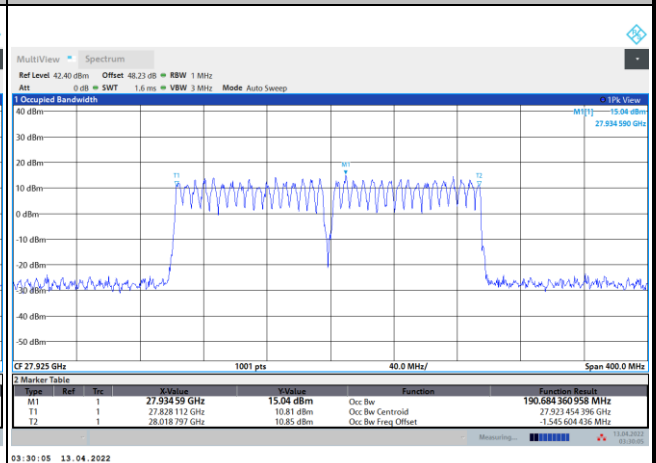 MultiView Spectrum
Ref Level 42.40 dBm Offset 48.23 dB RBW 1 MHz
Att 0 dB SWT 1.6 ms VBW 3 MHz Mode Auto Sweep
1 Occupied Bandwidth 1Pk View
40 dBm M1[1] 15.04 dBm
27.934 590 GHz
30 dBm
20 dBm
M1
T1 T2
10 dBm
0 dBm
-10 dBm
-20 dBm
-30 dBm
-40 dBm
-50 dBm
CF 27.925 GHz 1001 pts 40.0 MHz/ Span 400.0 MHz
2 Marker Table
Type Ref Trc X-Value Y-Value Function Function Result
M1 1 27.934 59 GHz 15.04 dBm Occ Bw 190.684 360 958 MHz
T1 1 27.828 112 GHz 10.81 dBm Occ Bw Centroid 27.923 454 396 GHz
T2 1 28.018 797 GHz 10.85 dBm Occ Bw Freq Offset -1.545 604 436 MHz
Measuring... 13.04.2022
03:30:05
03:30:05 13.04.2022